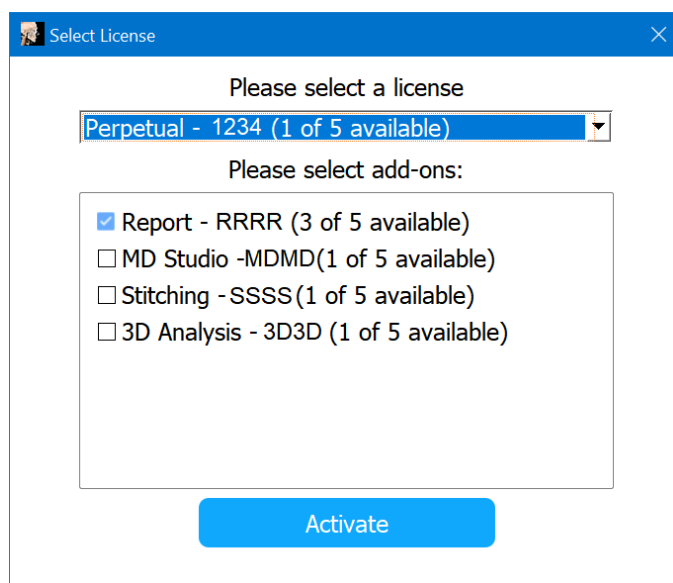 Select License
Please select a license
Perpetual - 1234 (1 of 5 available)
Please select add-ons:
Report - RRRR (3 of 5 available)
MD Studio -MDMD(1 of 5 available)
Stitching -SSSS(1 of 5 available)
3D Analysis - 3D3D (1 of 5 available)
Activate